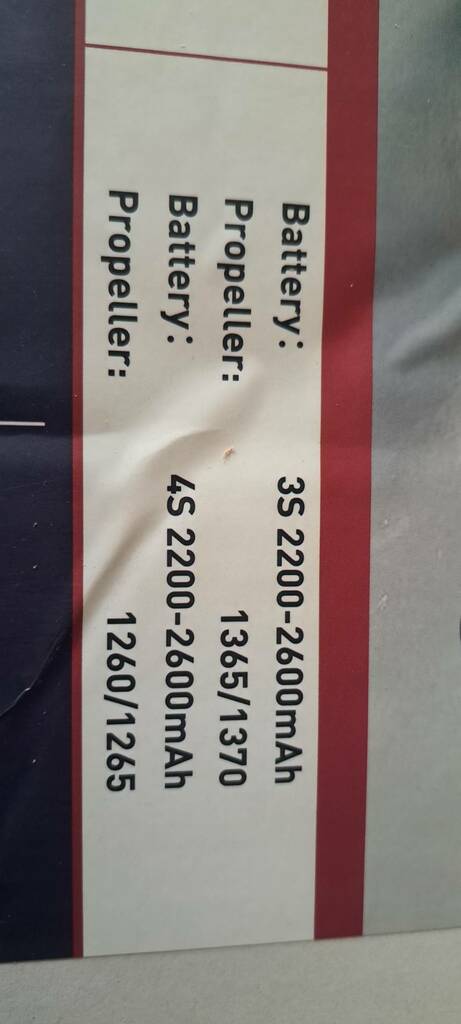 Battery: 3S 2200-2600mAh
Propeller: 1365/1370
Battery: 4S 2200-2600mAh
Propeller: 1260/1265